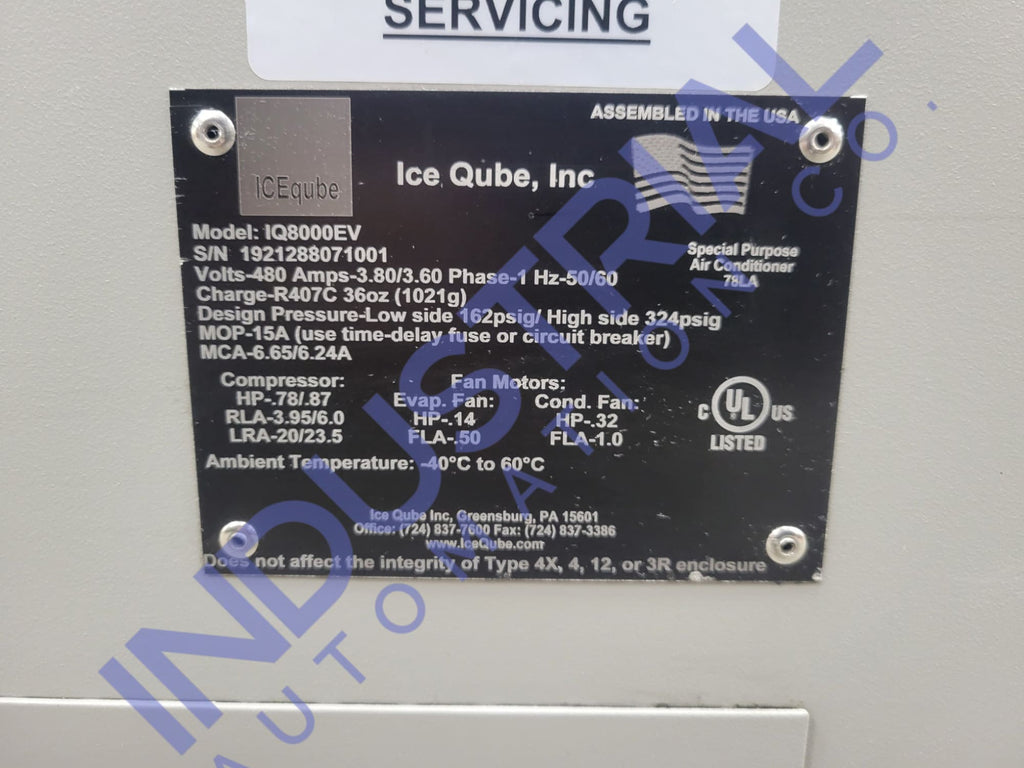 SERVICING
ASSEMBLED IN THE USA
ICEqube
Ice Qube, Inc
Model: IQ8000EV
S/N 1921288071001
Volts-480 Amps-3.80/3.60 Phase-1 Hz-50/60
Charge-R407C 36oz (1021g)
Design Pressure-Low side 162psig/ High side 324psig
MOP-15A (use time-delay fuse or circuit breaker)
MCA-6.65/6.24A
Special Purpose
Air Conditioner
78LA
Compressor:
HP-.78/.87
RLA-3.95/6.0
LRA-20/23.5
Fan Motors:
Evap. Fan:
HP-.14
FLA-.50
Cond. Fan:
HP-.32
FLA-1.0
C UL US
LISTED
Ambient Temperature: -40°C to 60°C
Ice Qube Inc, Greensburg, PA 15601
Office: (724) 837-7600 Fax: (724) 837-3386
www.IceQube.com
Does not affect the integrity of Type 4X, 4, 12, or 3R enclosure
INDUSTRIAL
AUTOMATION CO.